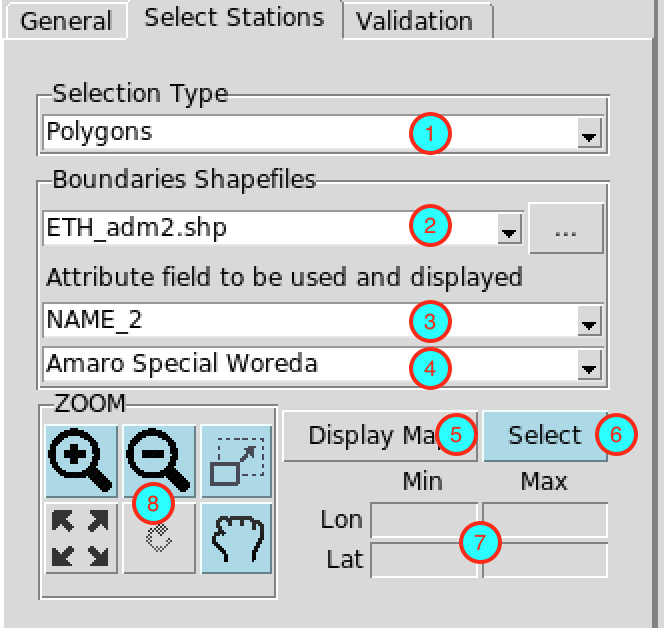 General Select Stations Validation
Selection Type
Polygons 1
Boundaries Shapefiles
ETH_adm2.shp 2 ...
Attribute field to be used and displayed
NAME_2 3
Amaro Special Woreda 4
ZOOM
Display Ma 5 Select 6
Min Max
8
Lon
7
Lat